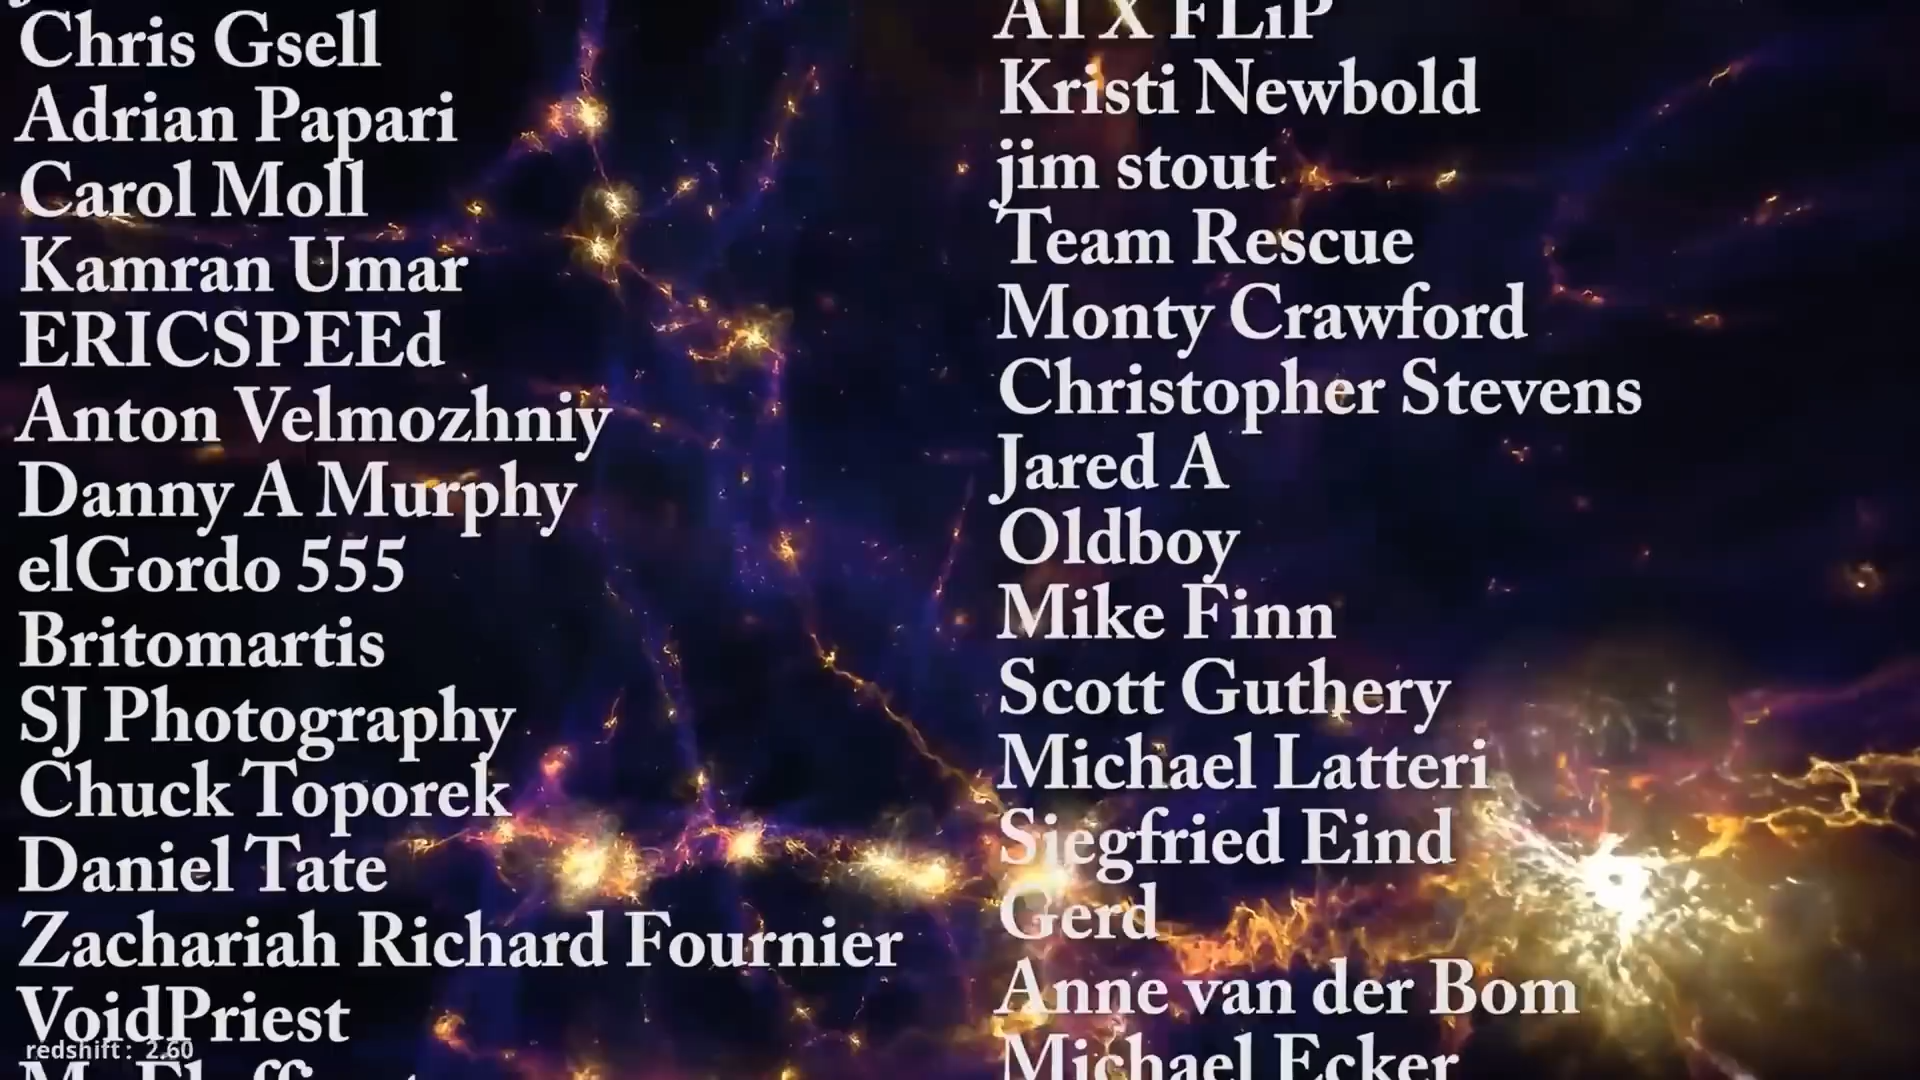 Chris Gsell
Adrian Papari
Carol Moll
Kamran Umar
ERICSPEEd
Anton Velmozhniy
Danny A Murphy
elGordo 555
Britomartis
SJ Photography
Chuck Toporek
Daniel Tate
Zachariah Richard Fournier
VoidPriest
redshift: 2.60
ATX FLiP
Kristi Newbold
jim stout
Team Rescue
Monty Crawford
Christopher Stevens
Jared A
Oldboy
Mike Finn
Scott Guthery
Michael Latteri
Siegfried Eind
Gerd
Anne van der Bom
Michael Ecker